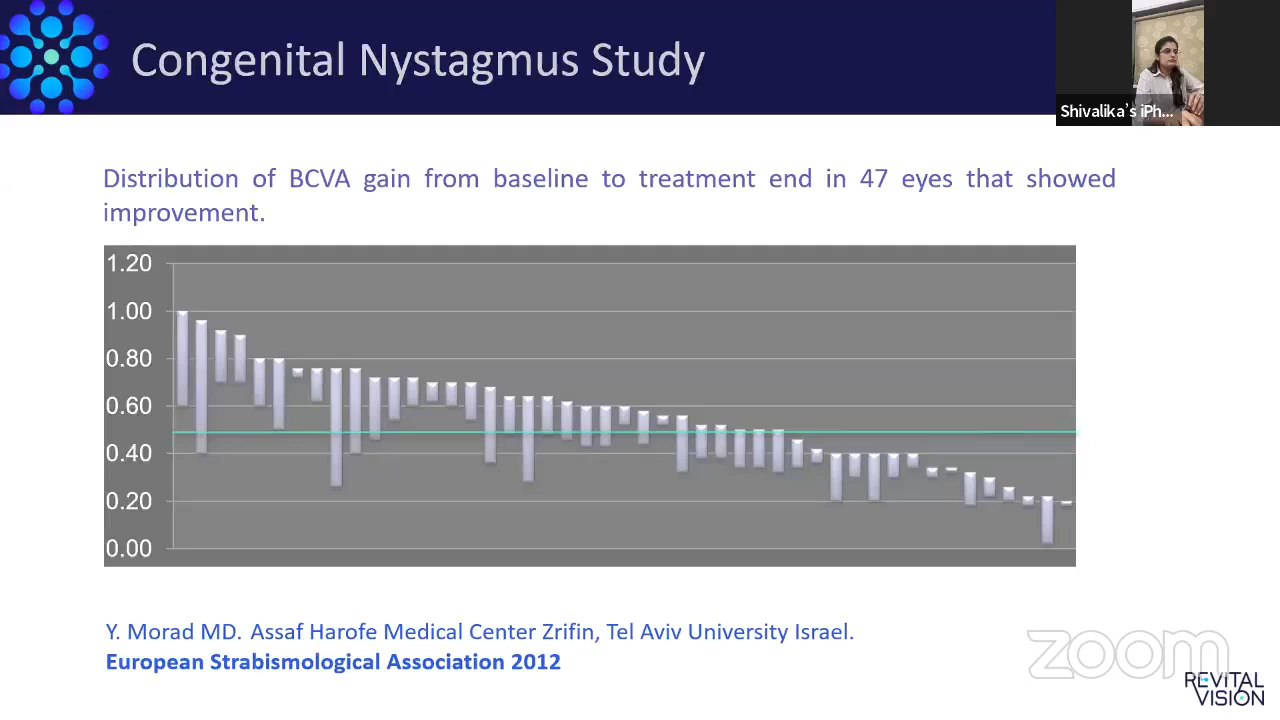 Congenital Nystagmus Study
Shivalika's iPh...
Distribution of BCVA gain from baseline to treatment end in 47 eyes that showed
improvement.
1.20
1.00
0.80
0.60
0.40
0.20
0.00
Y. Morad MD. Assaf Harofe Medical Center Zrifin, Tel Aviv University Israel.
European Strabismological Association 2012
zoom
REVITAL
VISION